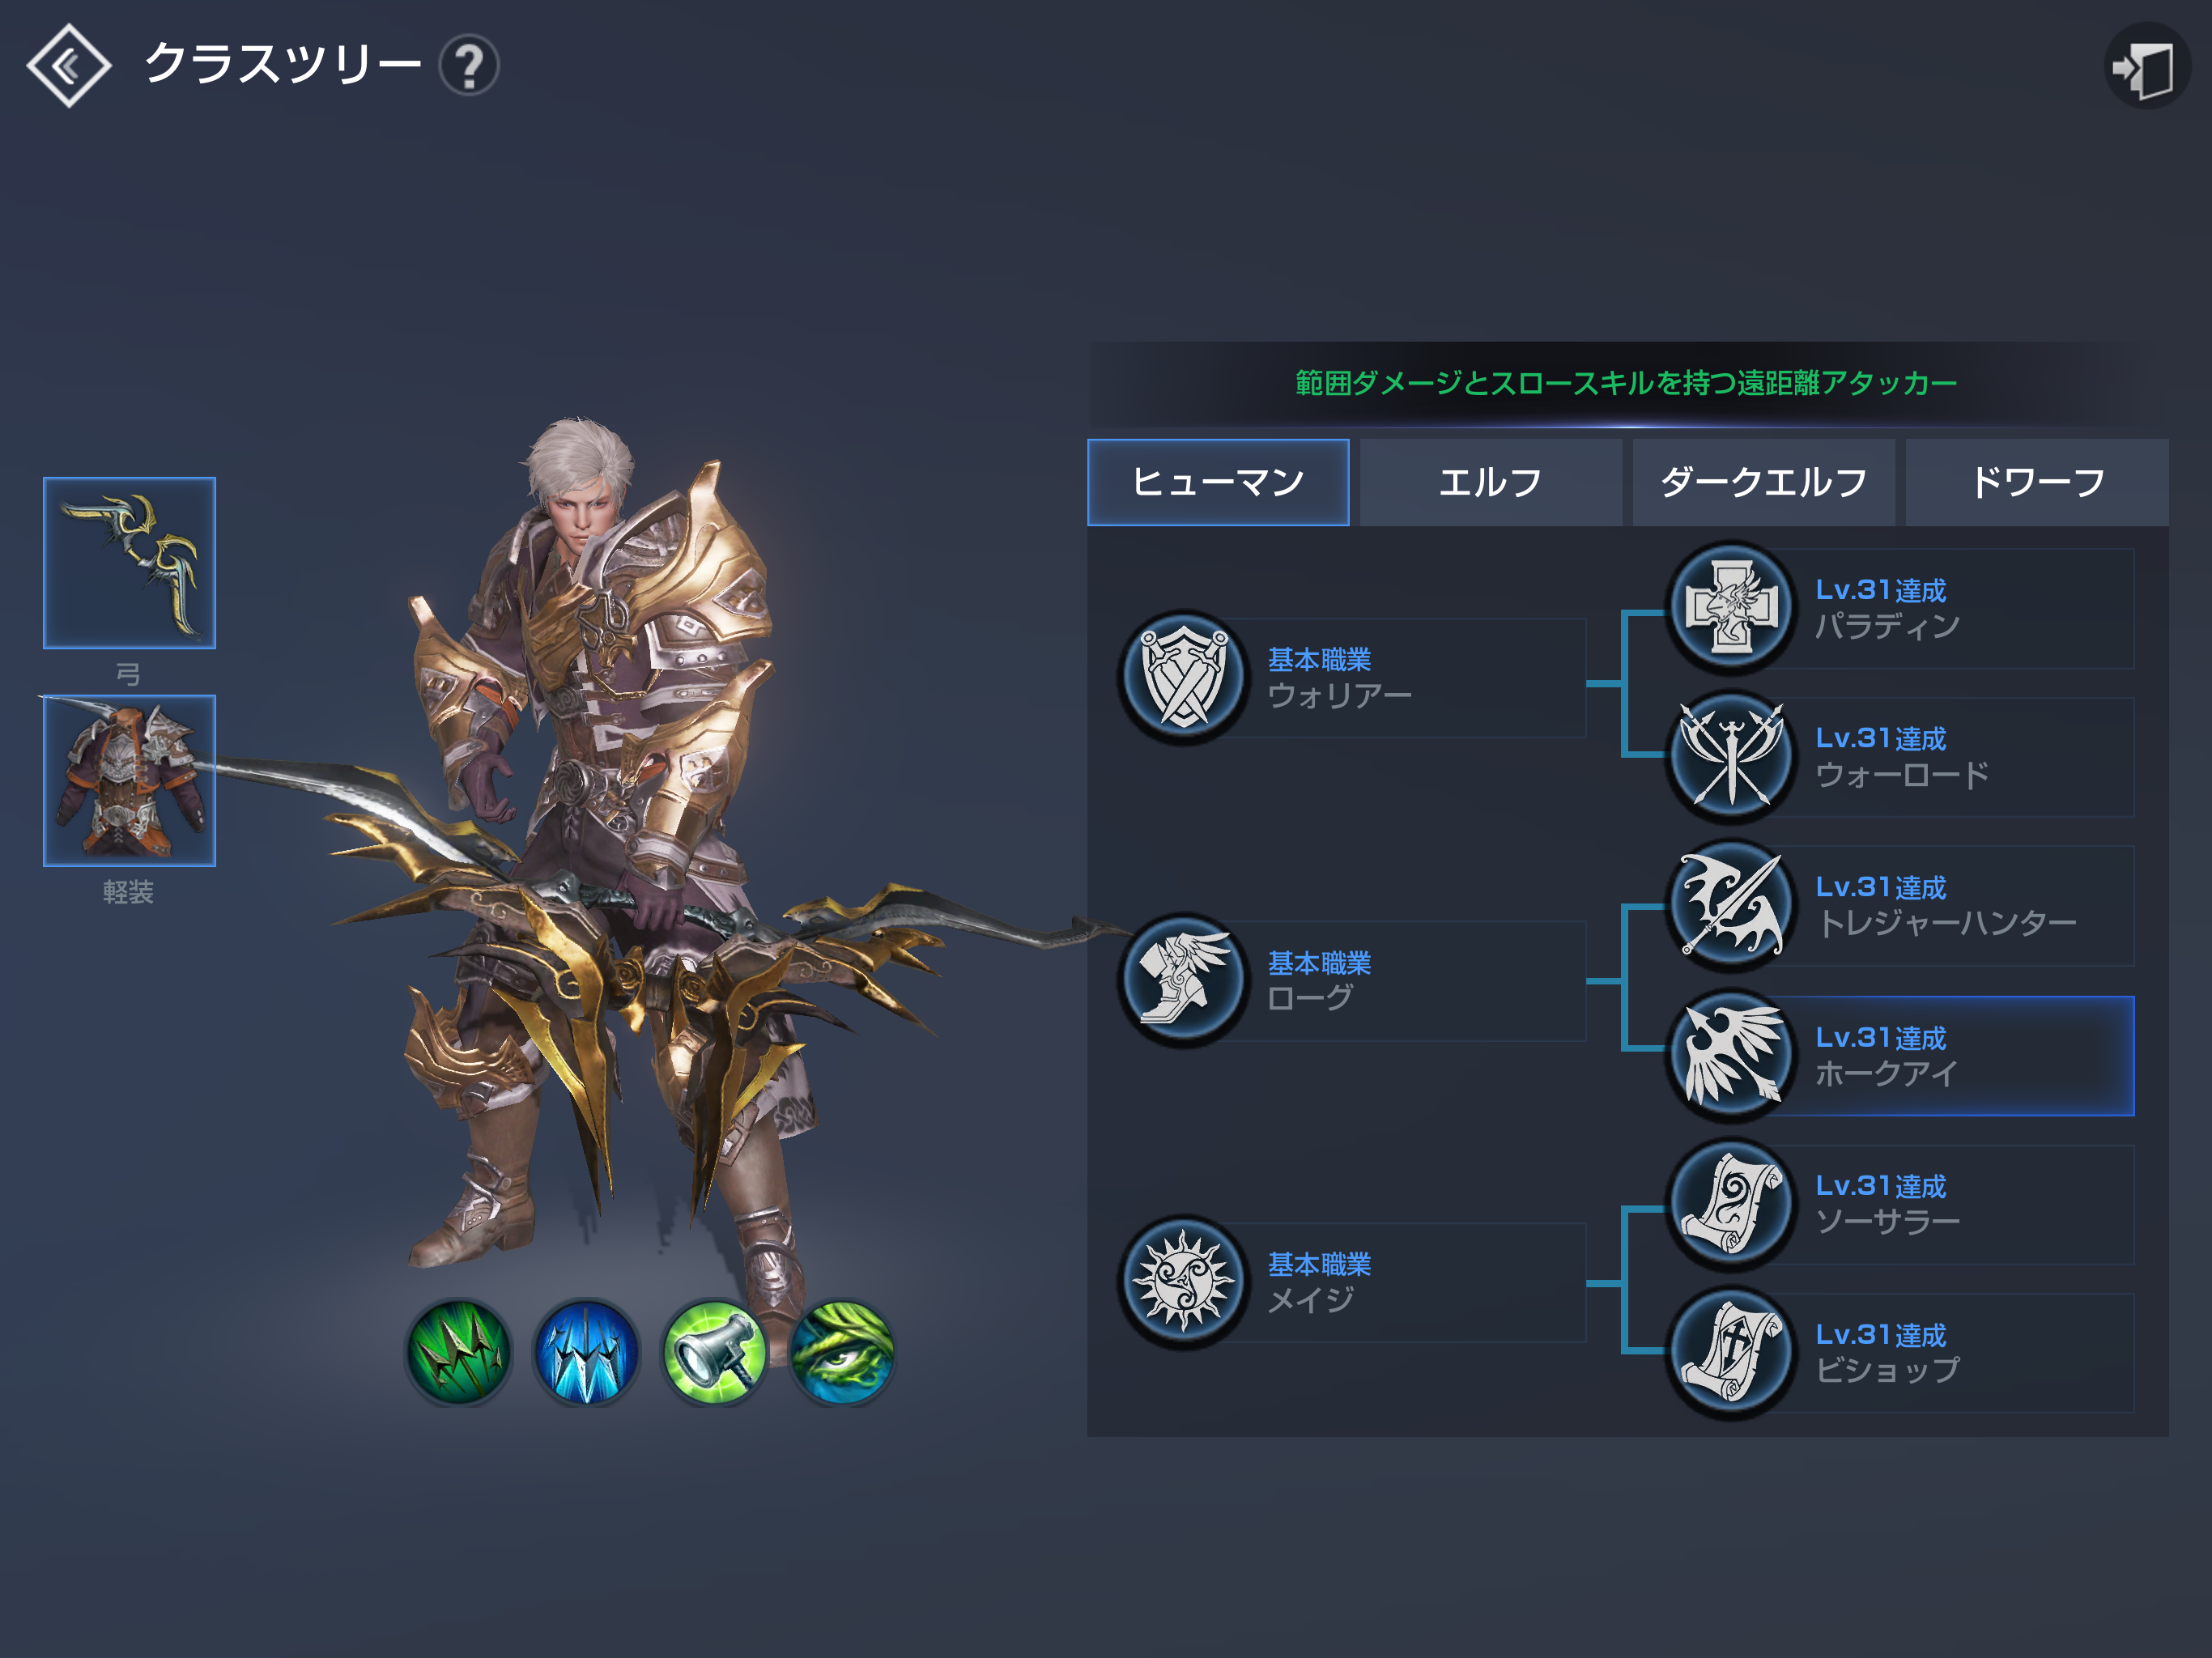 クラスツリー ?
範囲ダメージとスロースキルを持つ遠距離アタッカー
ヒューマン エルフ ダークエルフ ドワーフ
弓
軽装
基本職業
ウォリアー
Lv.31達成
パラディン
Lv.31達成
ウォーロード
基本職業
ローグ
Lv.31達成
トレジャーハンター
Lv.31達成
ホークアイ
基本職業
メイジ
Lv.31達成
ソーサラー
Lv.31達成
ビショップ